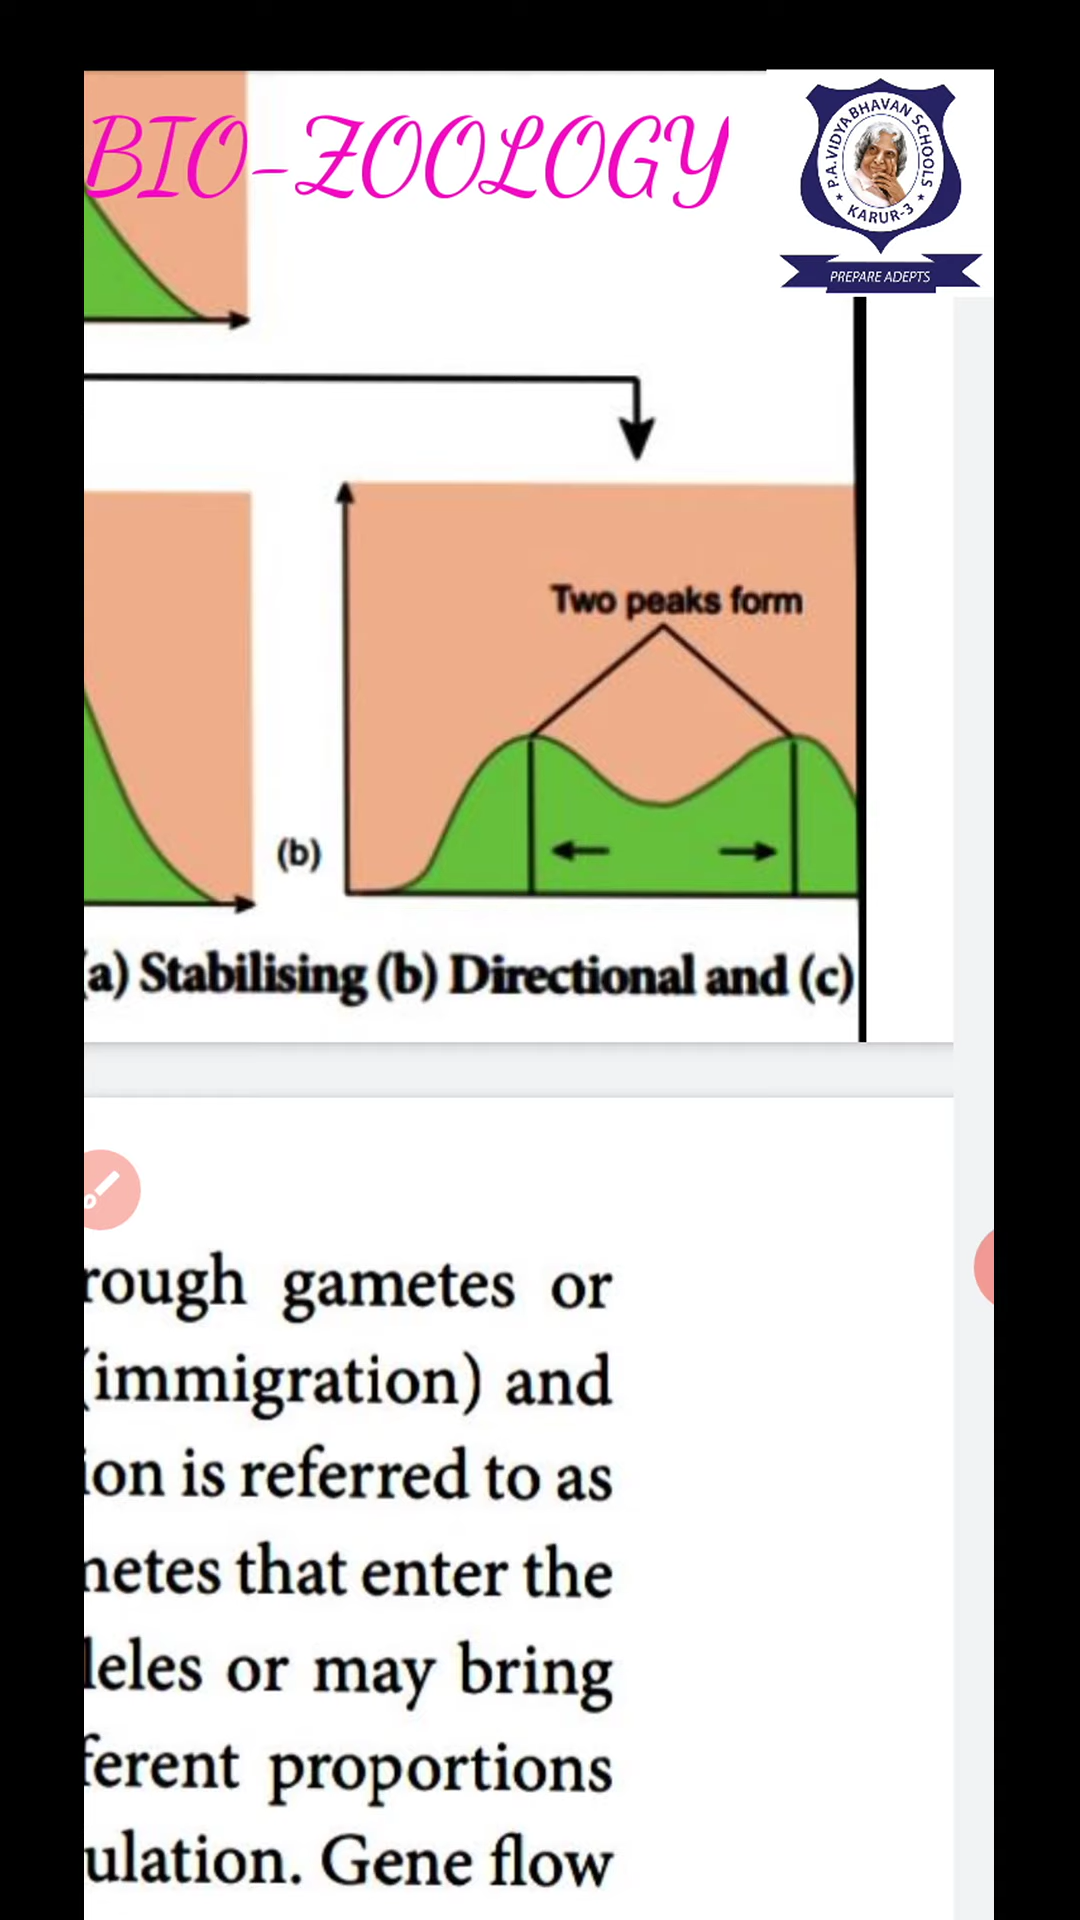 BIO-ZOOLOGY
P.A.VIDYA BHAVAN SCHOOLS
KARUR-3
PREPARE ADEPTS
Two peaks form
(b)
(a) Stabilising (b) Directional and (c)
rough gametes or
(immigration) and
ion is referred to as
netes that enter the
leles or may bring
ferent proportions
ulation. Gene flow